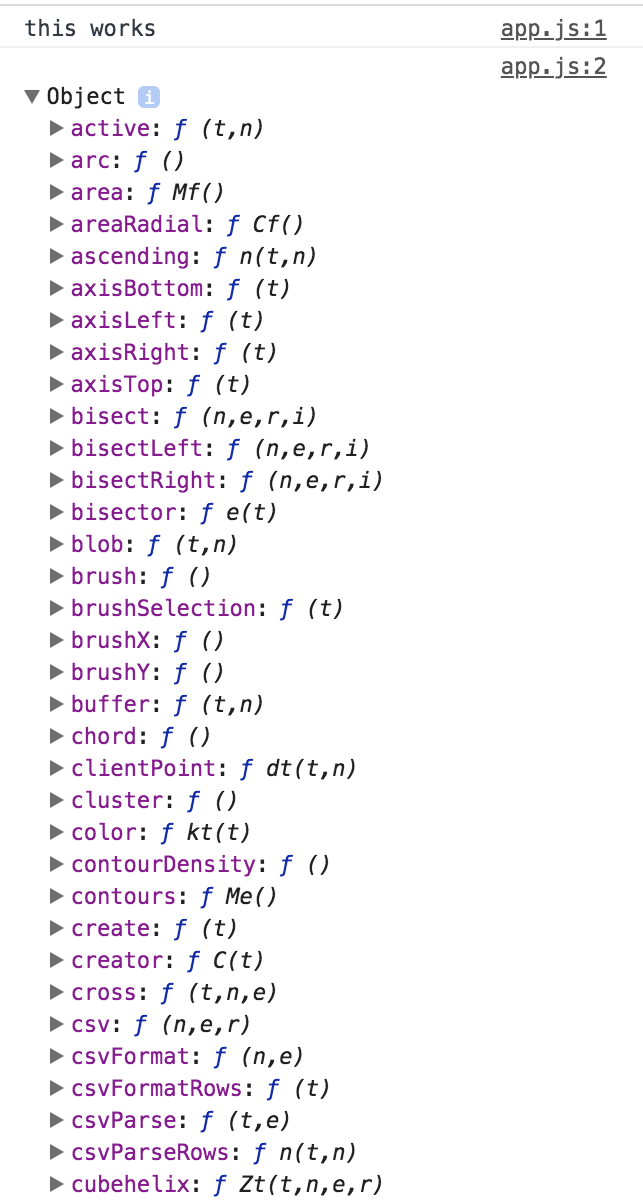 this works app.js:1
app.js:2
▼ Object i
▶ active: ƒ (t,n)
▶ arc: ƒ ()
▶ area: ƒ Mf()
▶ areaRadial: ƒ Cf()
▶ ascending: ƒ n(t,n)
▶ axisBottom: ƒ (t)
▶ axisLeft: ƒ (t)
▶ axisRight: ƒ (t)
▶ axisTop: ƒ (t)
▶ bisect: ƒ (n,e,r,i)
▶ bisectLeft: ƒ (n,e,r,i)
▶ bisectRight: ƒ (n,e,r,i)
▶ bisector: ƒ e(t)
▶ blob: ƒ (t,n)
▶ brush: ƒ ()
▶ brushSelection: ƒ (t)
▶ brushX: ƒ ()
▶ brushY: ƒ ()
▶ buffer: ƒ (t,n)
▶ chord: ƒ ()
▶ clientPoint: ƒ dt(t,n)
▶ cluster: ƒ ()
▶ color: ƒ kt(t)
▶ contourDensity: ƒ ()
▶ contours: ƒ Me()
▶ create: ƒ (t)
▶ creator: ƒ C(t)
▶ cross: ƒ (t,n,e)
▶ csv: ƒ (n,e,r)
▶ csvFormat: ƒ (n,e)
▶ csvFormatRows: ƒ (t)
▶ csvParse: ƒ (t,e)
▶ csvParseRows: ƒ n(t,n)
▶ cubehelix: ƒ Zt(t,n,e,r)